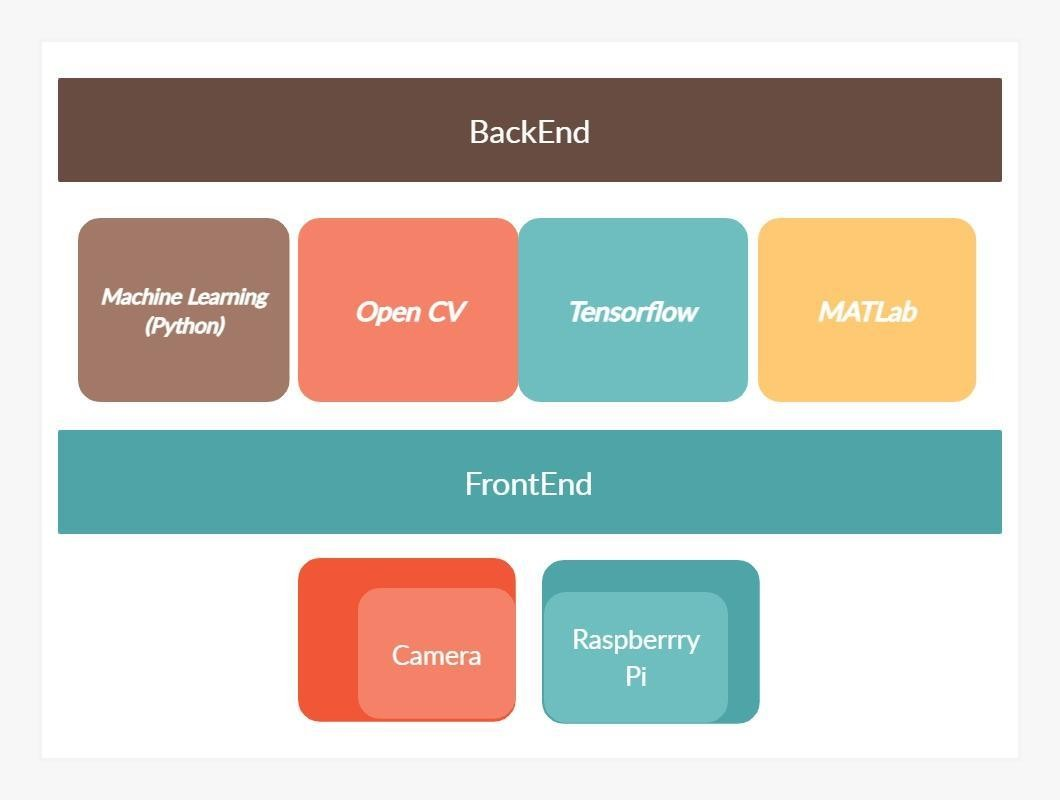 BackEnd
Machine Learning
(Python)
Open CV
Tensorflow
MATLab
FrontEnd
Camera
Raspberrry
Pi